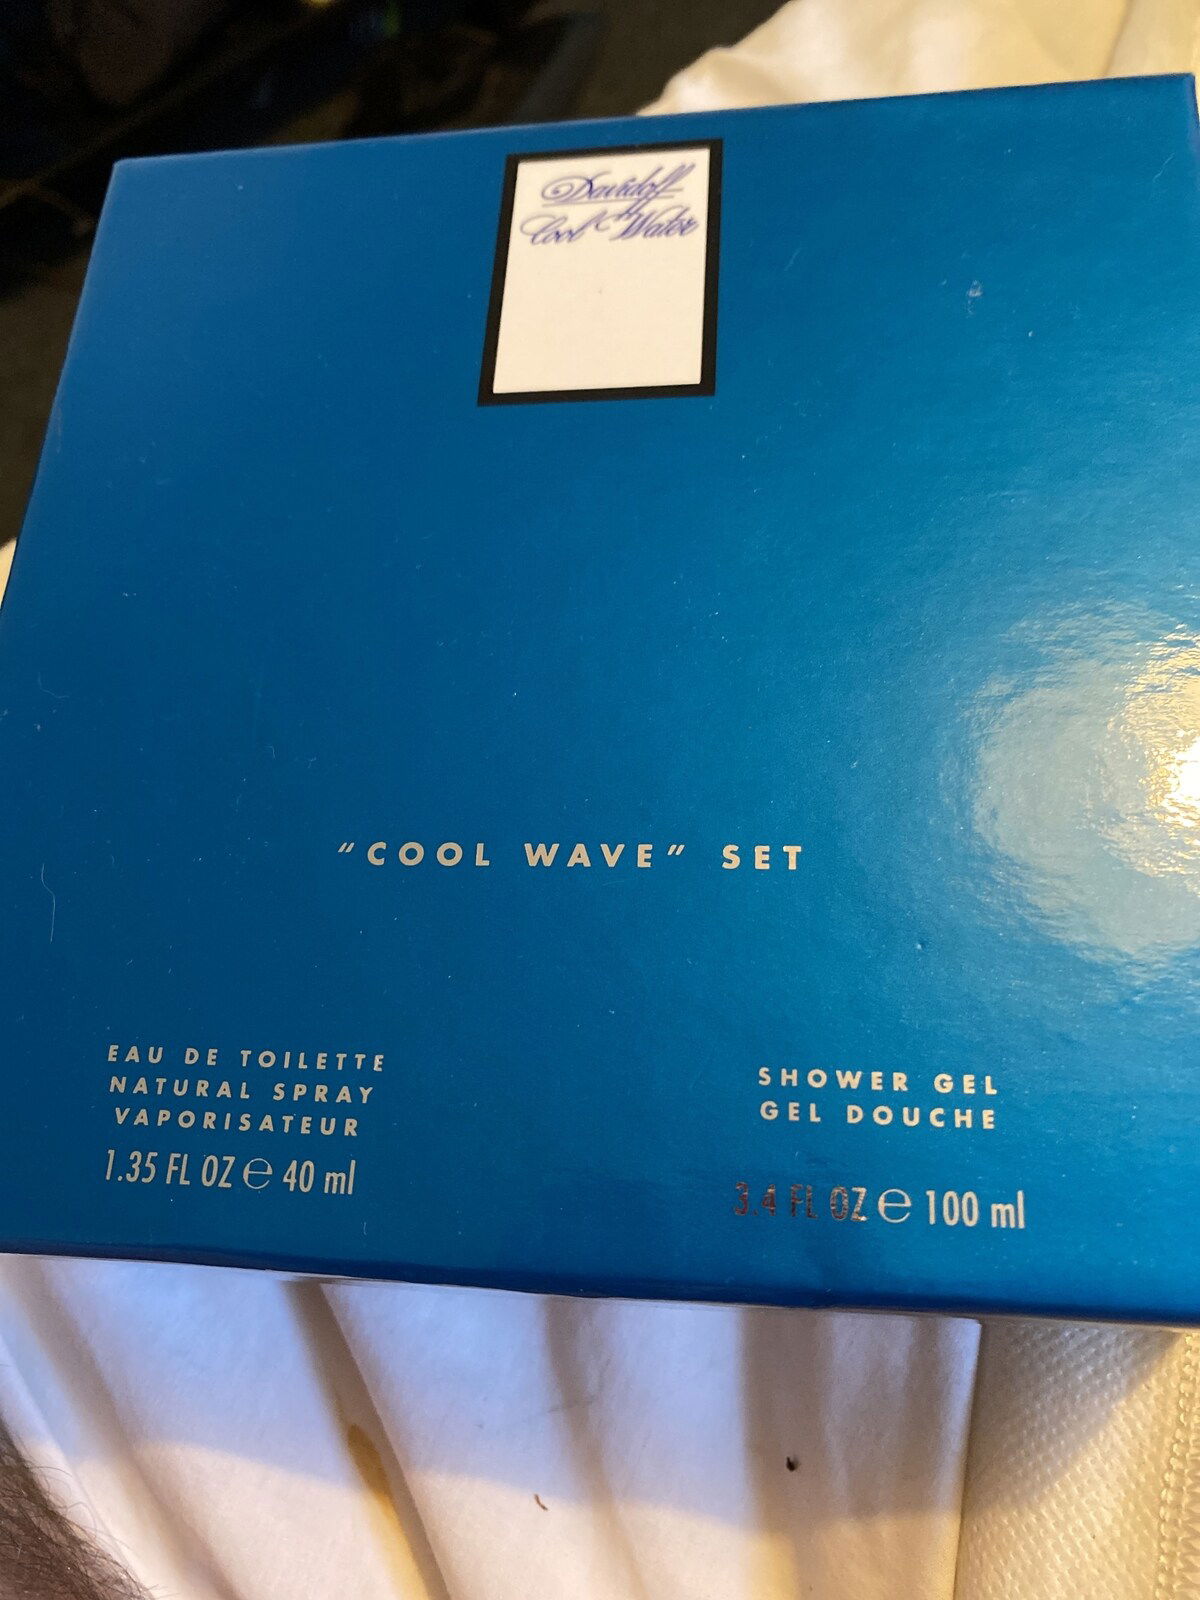 Davidoff
Cool Water
"COOL WAVE" SET
EAU DE TOILETTE
NATURAL SPRAY
VAPORISATEUR
1.35 FL OZ ℮ 40 ml
SHOWER GEL
GEL DOUCHE
3.4 FL OZ ℮ 100 ml